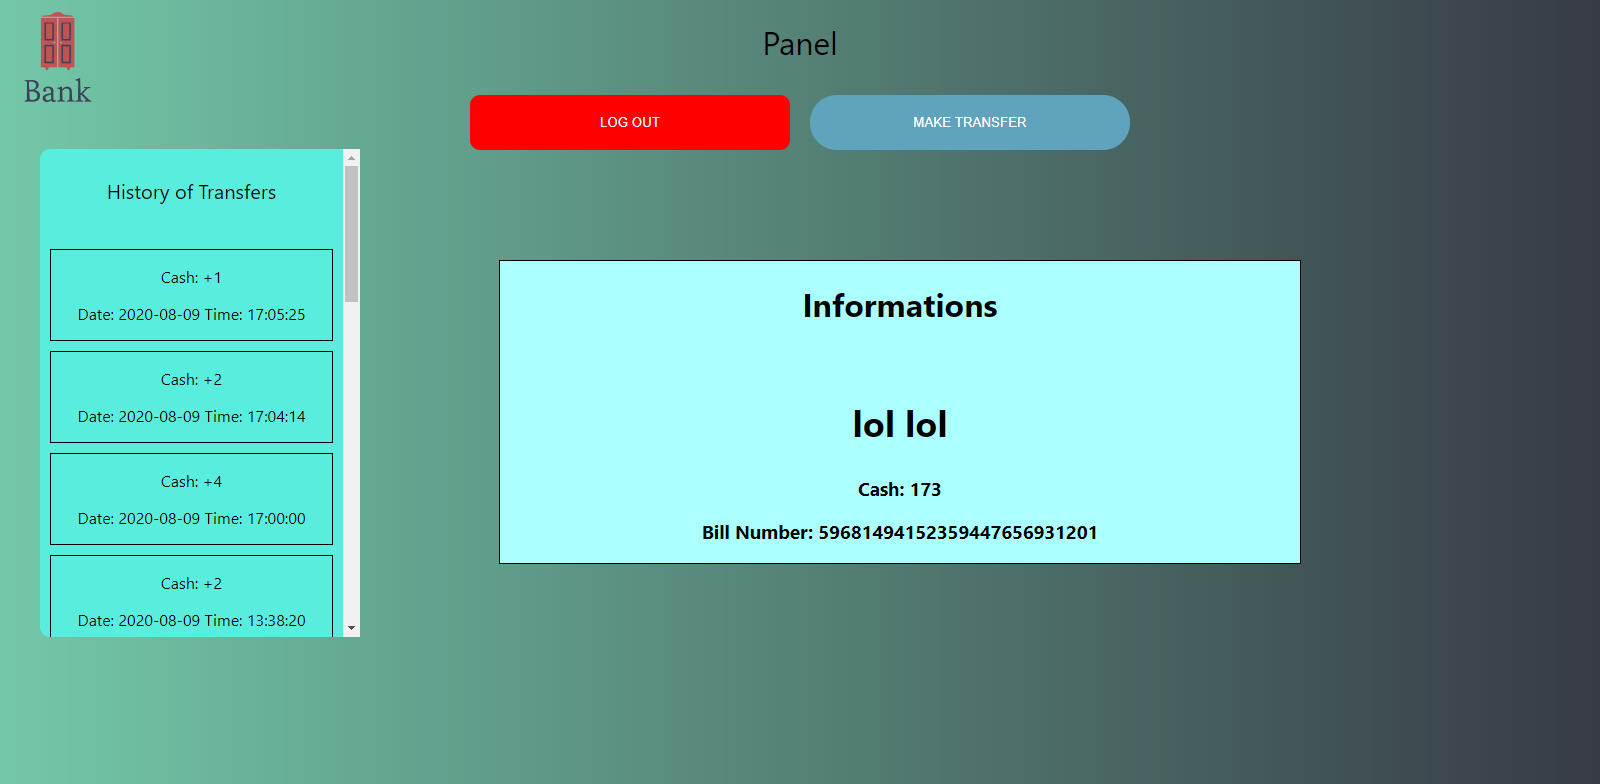 Bank
Panel
LOG OUT
MAKE TRANSFER
History of Transfers
Cash: +1
Date: 2020-08-09 Time: 17:05:25
Cash: +2
Date: 2020-08-09 Time: 17:04:14
Cash: +4
Date: 2020-08-09 Time: 17:00:00
Cash: +2
Date: 2020-08-09 Time: 13:38:20
Informations
lol lol
Cash: 173
Bill Number: 59681494152359447656931201